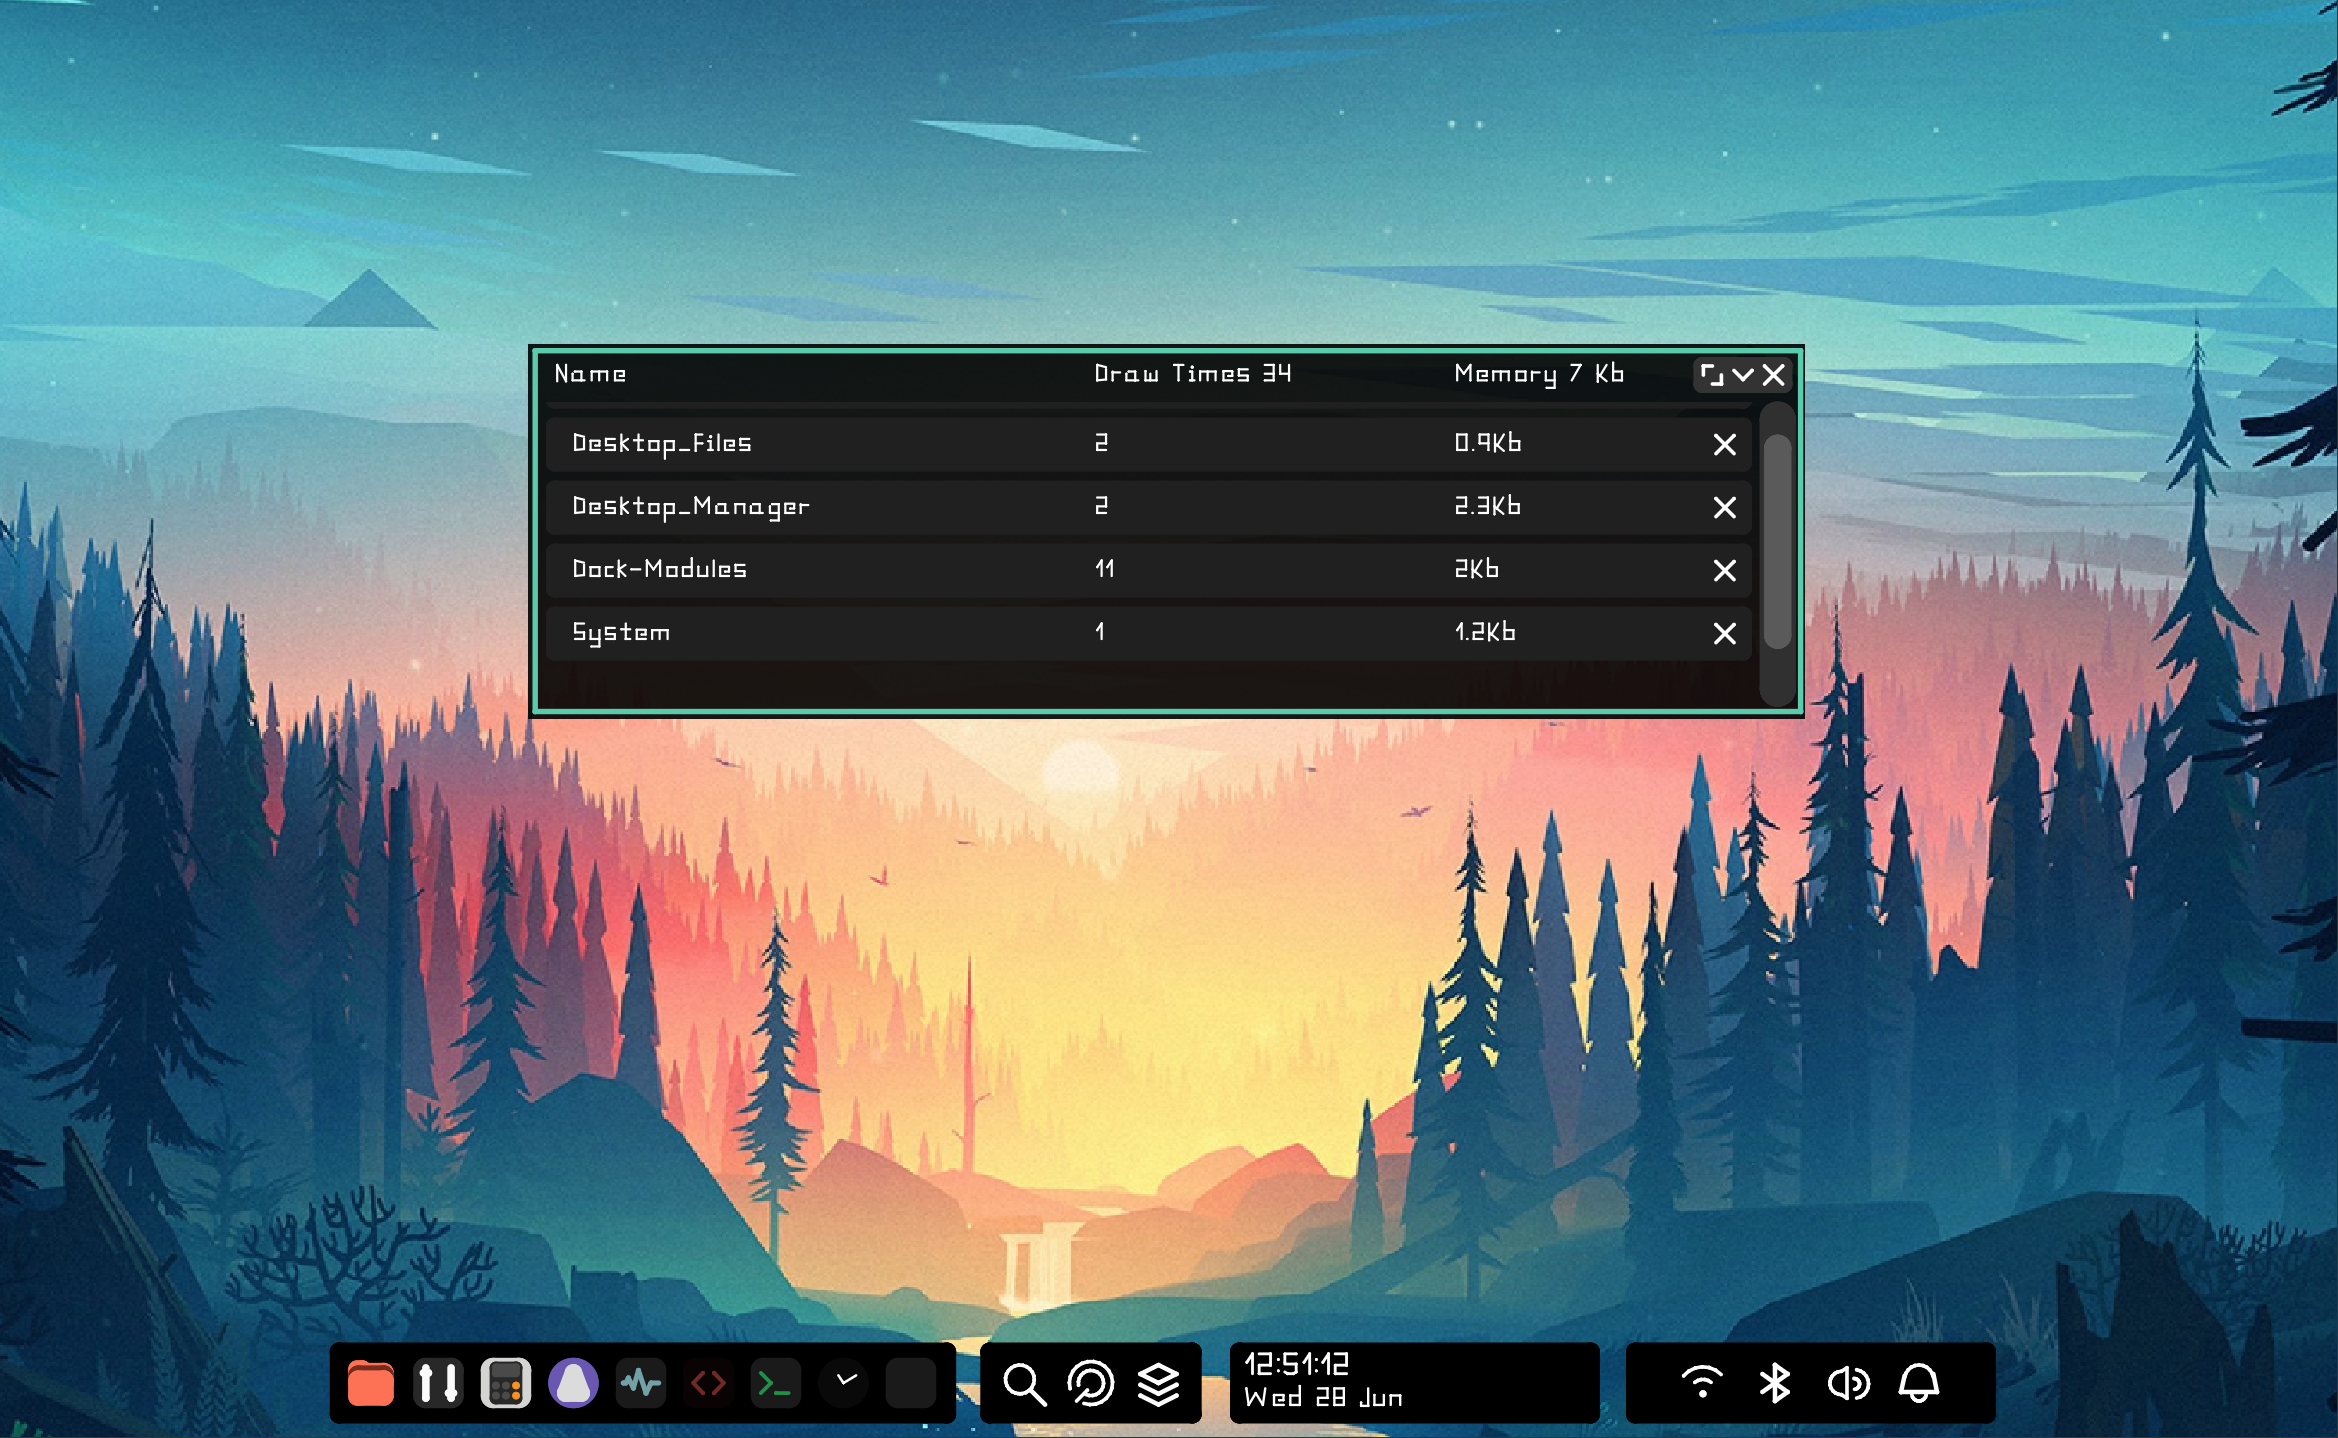 Name Draw Times 34 Memory 7 Kb
Desktop_Files 2 0.9Kb
Desktop_Manager 2 2.3Kb
Dock-Modules 11 2Kb
System 1 1.2Kb
12:51:12
Wed 28 Jun